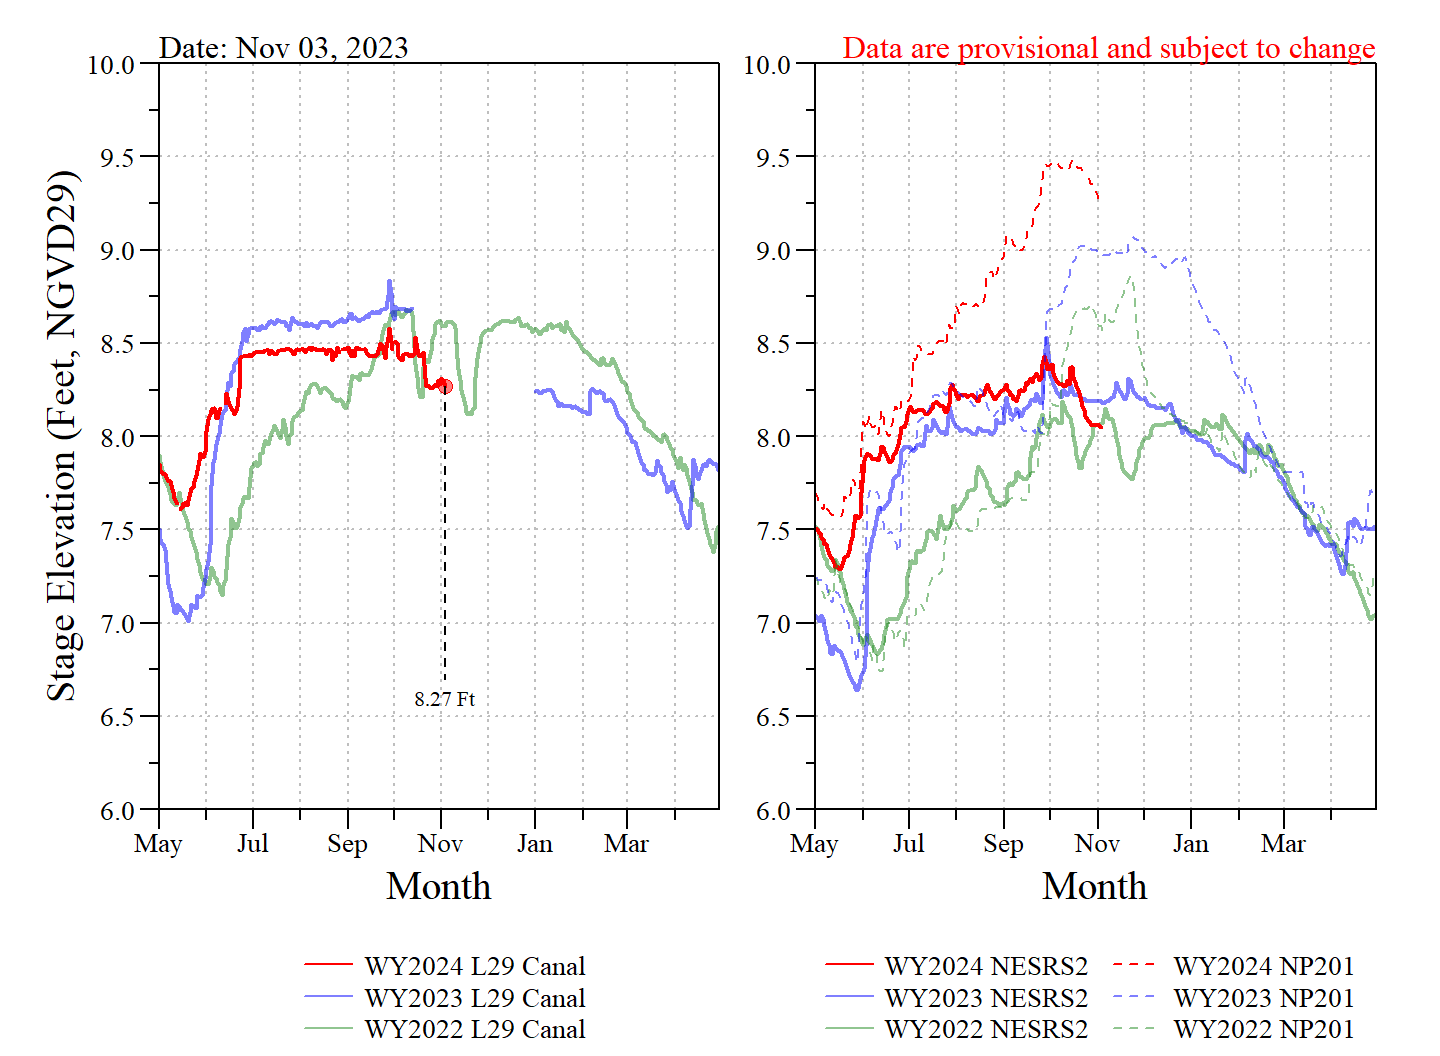 Date: Nov 03, 2023
Data are provisional and subject to change
Stage Elevation (Feet, NGVD29)
10.0
9.5
9.0
8.5
8.0
7.5
7.0
6.5
6.0
8.27 Ft
May Jul Sep Nov Jan Mar
Month
10.0
9.5
9.0
8.5
8.0
7.5
7.0
6.5
6.0
May Jul Sep Nov Jan Mar
Month
WY2024 L29 Canal
WY2023 L29 Canal
WY2022 L29 Canal
WY2024 NESRS2 WY2024 NP201
WY2023 NESRS2 WY2023 NP201
WY2022 NESRS2 WY2022 NP201